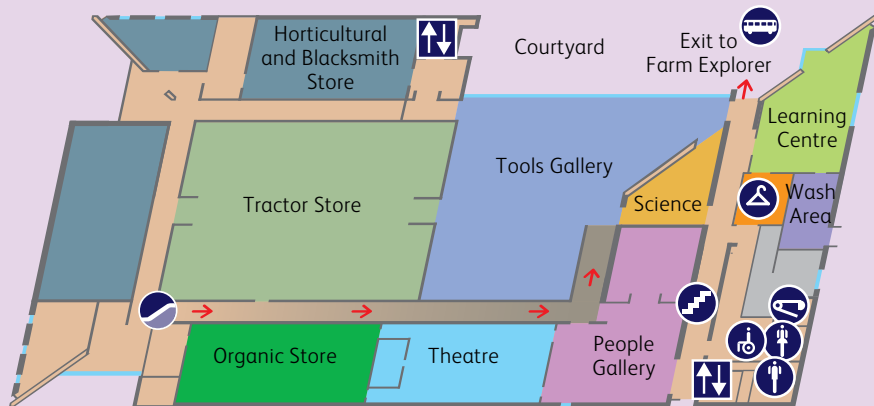 Horticultural
and Blacksmith
Store
Courtyard
Exit to
Farm Explorer
Learning
Centre
Tools Gallery
Tractor Store
Science
Wash
Area
Organic Store
Theatre
People
Gallery